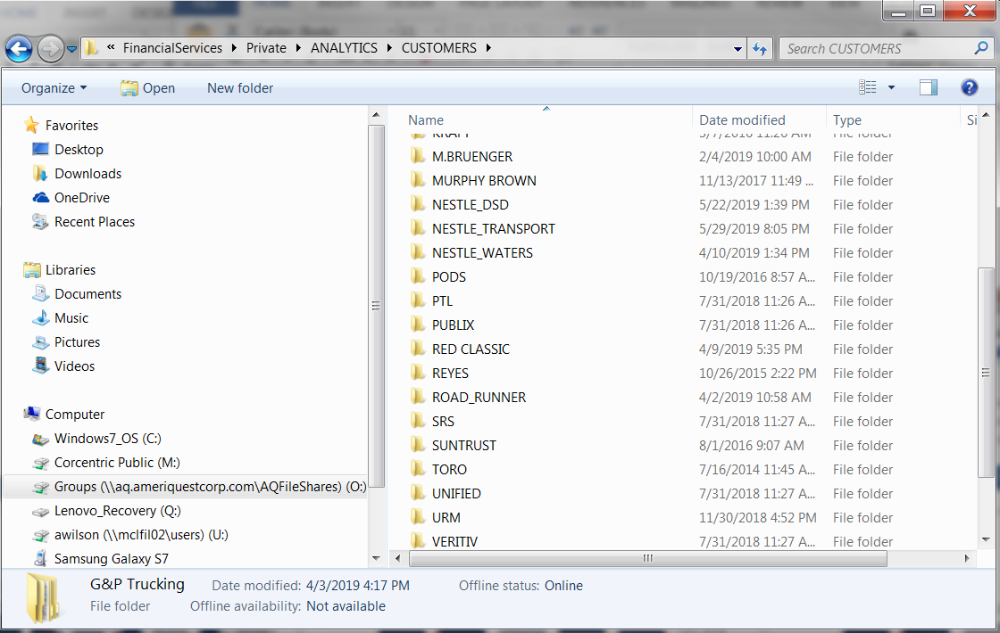 « FinancialServices ▸ Private ▸ ANALYTICS ▸ CUSTOMERS ▸
Search CUSTOMERS
Organize Open New folder
Favorites
Desktop
Downloads
OneDrive
Recent Places
Libraries
Documents
Music
Pictures
Videos
Computer
Windows7_OS (C:)
Corcentric Public (M:)
Groups (\\aq.ameriquestcorp.com\AQFileShares) (O:)
Lenovo_Recovery (Q:)
awilson (\\mclfil02\users) (U:)
Samsung Galaxy S7
Name Date modified Type Si
KRAFT 5/7/2018 11:26 AM File folder
M.BRUENGER 2/4/2019 10:00 AM File folder
MURPHY BROWN 11/13/2017 11:49 ... File folder
NESTLE_DSD 5/22/2019 1:39 PM File folder
NESTLE_TRANSPORT 5/29/2019 8:05 PM File folder
NESTLE_WATERS 4/10/2019 1:34 PM File folder
PODS 10/19/2016 8:57 A... File folder
PTL 7/31/2018 11:26 A... File folder
PUBLIX 7/31/2018 11:26 A... File folder
RED CLASSIC 4/9/2019 5:35 PM File folder
REYES 10/26/2015 2:22 PM File folder
ROAD_RUNNER 4/2/2019 10:58 AM File folder
SRS 7/31/2018 11:27 A... File folder
SUNTRUST 8/1/2016 9:07 AM File folder
TORO 7/16/2014 11:45 A... File folder
UNIFIED 7/31/2018 11:27 A... File folder
URM 11/30/2018 4:52 PM File folder
VERITIV 7/31/2018 11:27 A... File folder
G&P Trucking Date modified: 4/3/2019 4:17 PM Offline status: Online
File folder Offline availability: Not available